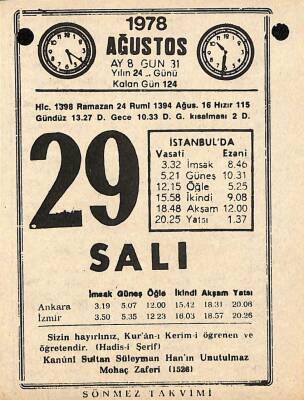 1978
AĞUSTOS
AY 8 GÜN 31
Yılın 24.. Günü
Kalan Gün 124
Hic. 1398 Ramazan 24 Rumî 1394 Ağus. 16 Hızır 115
Gündüz 13.27 D. Gece 10.33 D. G. kısalması 2 D.
29
İSTANBUL'DA
Vasati Ezani
3.32 İmsak 8.46
5.21 Güneş 10.31
12.15 Öğle 5.25
15.58 İkindi 9.08
18.48 Akşam 12.00
20.25 Yatsı 1.37
SALI
İmsak Güneş Öğle İkindi Akşam Yatsı
Ankara 3.19 5.07 12.00 15.42 18.31 20.06
İzmir 3.50 5.35 12.23 16.03 18.57 20.26
Sizin hayırlınız, Kur'ân-ı Kerim-i öğrenen ve
öğretendir. (Hadis-i Şerif)
Kanûnî Sultan Süleyman Han'ın Unutulmaz
Mohaç Zaferi (1526)
SÖNMEZ TAKVİMİ